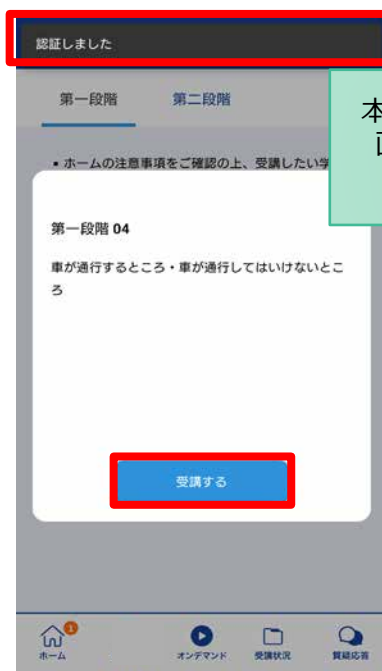 認証しました
第一段階 第二段階
本
• ホームの注意事項をご確認の上、受講したい学
第一段階 04
車が通行するところ・車が通行してはいけないとこ
ろ
受講する
1
ホーム オンデマンド 受講状況 質疑応答